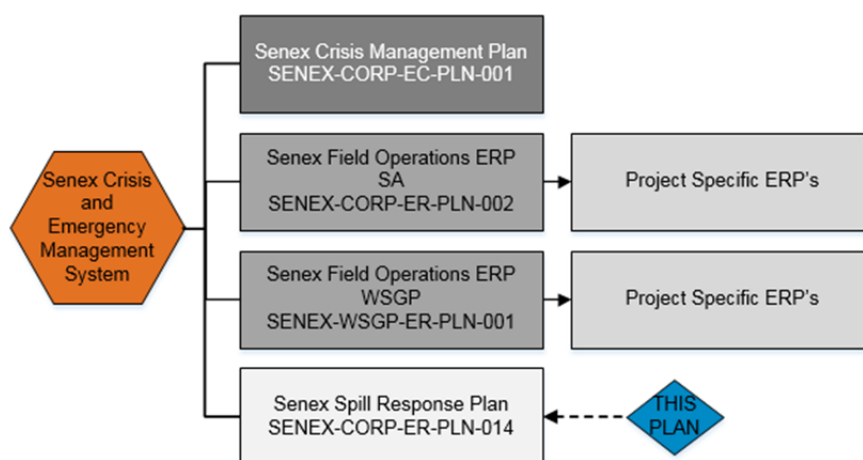 Senex Crisis Management Plan
SENEX-CORP-EC-PLN-001
Senex Field Operations ERP
SA
SENEX-CORP-ER-PLN-002
Project Specific ERP's
Senex Crisis
and
Emergency
Management
System
Senex Field Operations ERP
WSGP
SENEX-WSGP-ER-PLN-001
Project Specific ERP's
Senex Spill Response Plan
SENEX-CORP-ER-PLN-014
THIS
PLAN